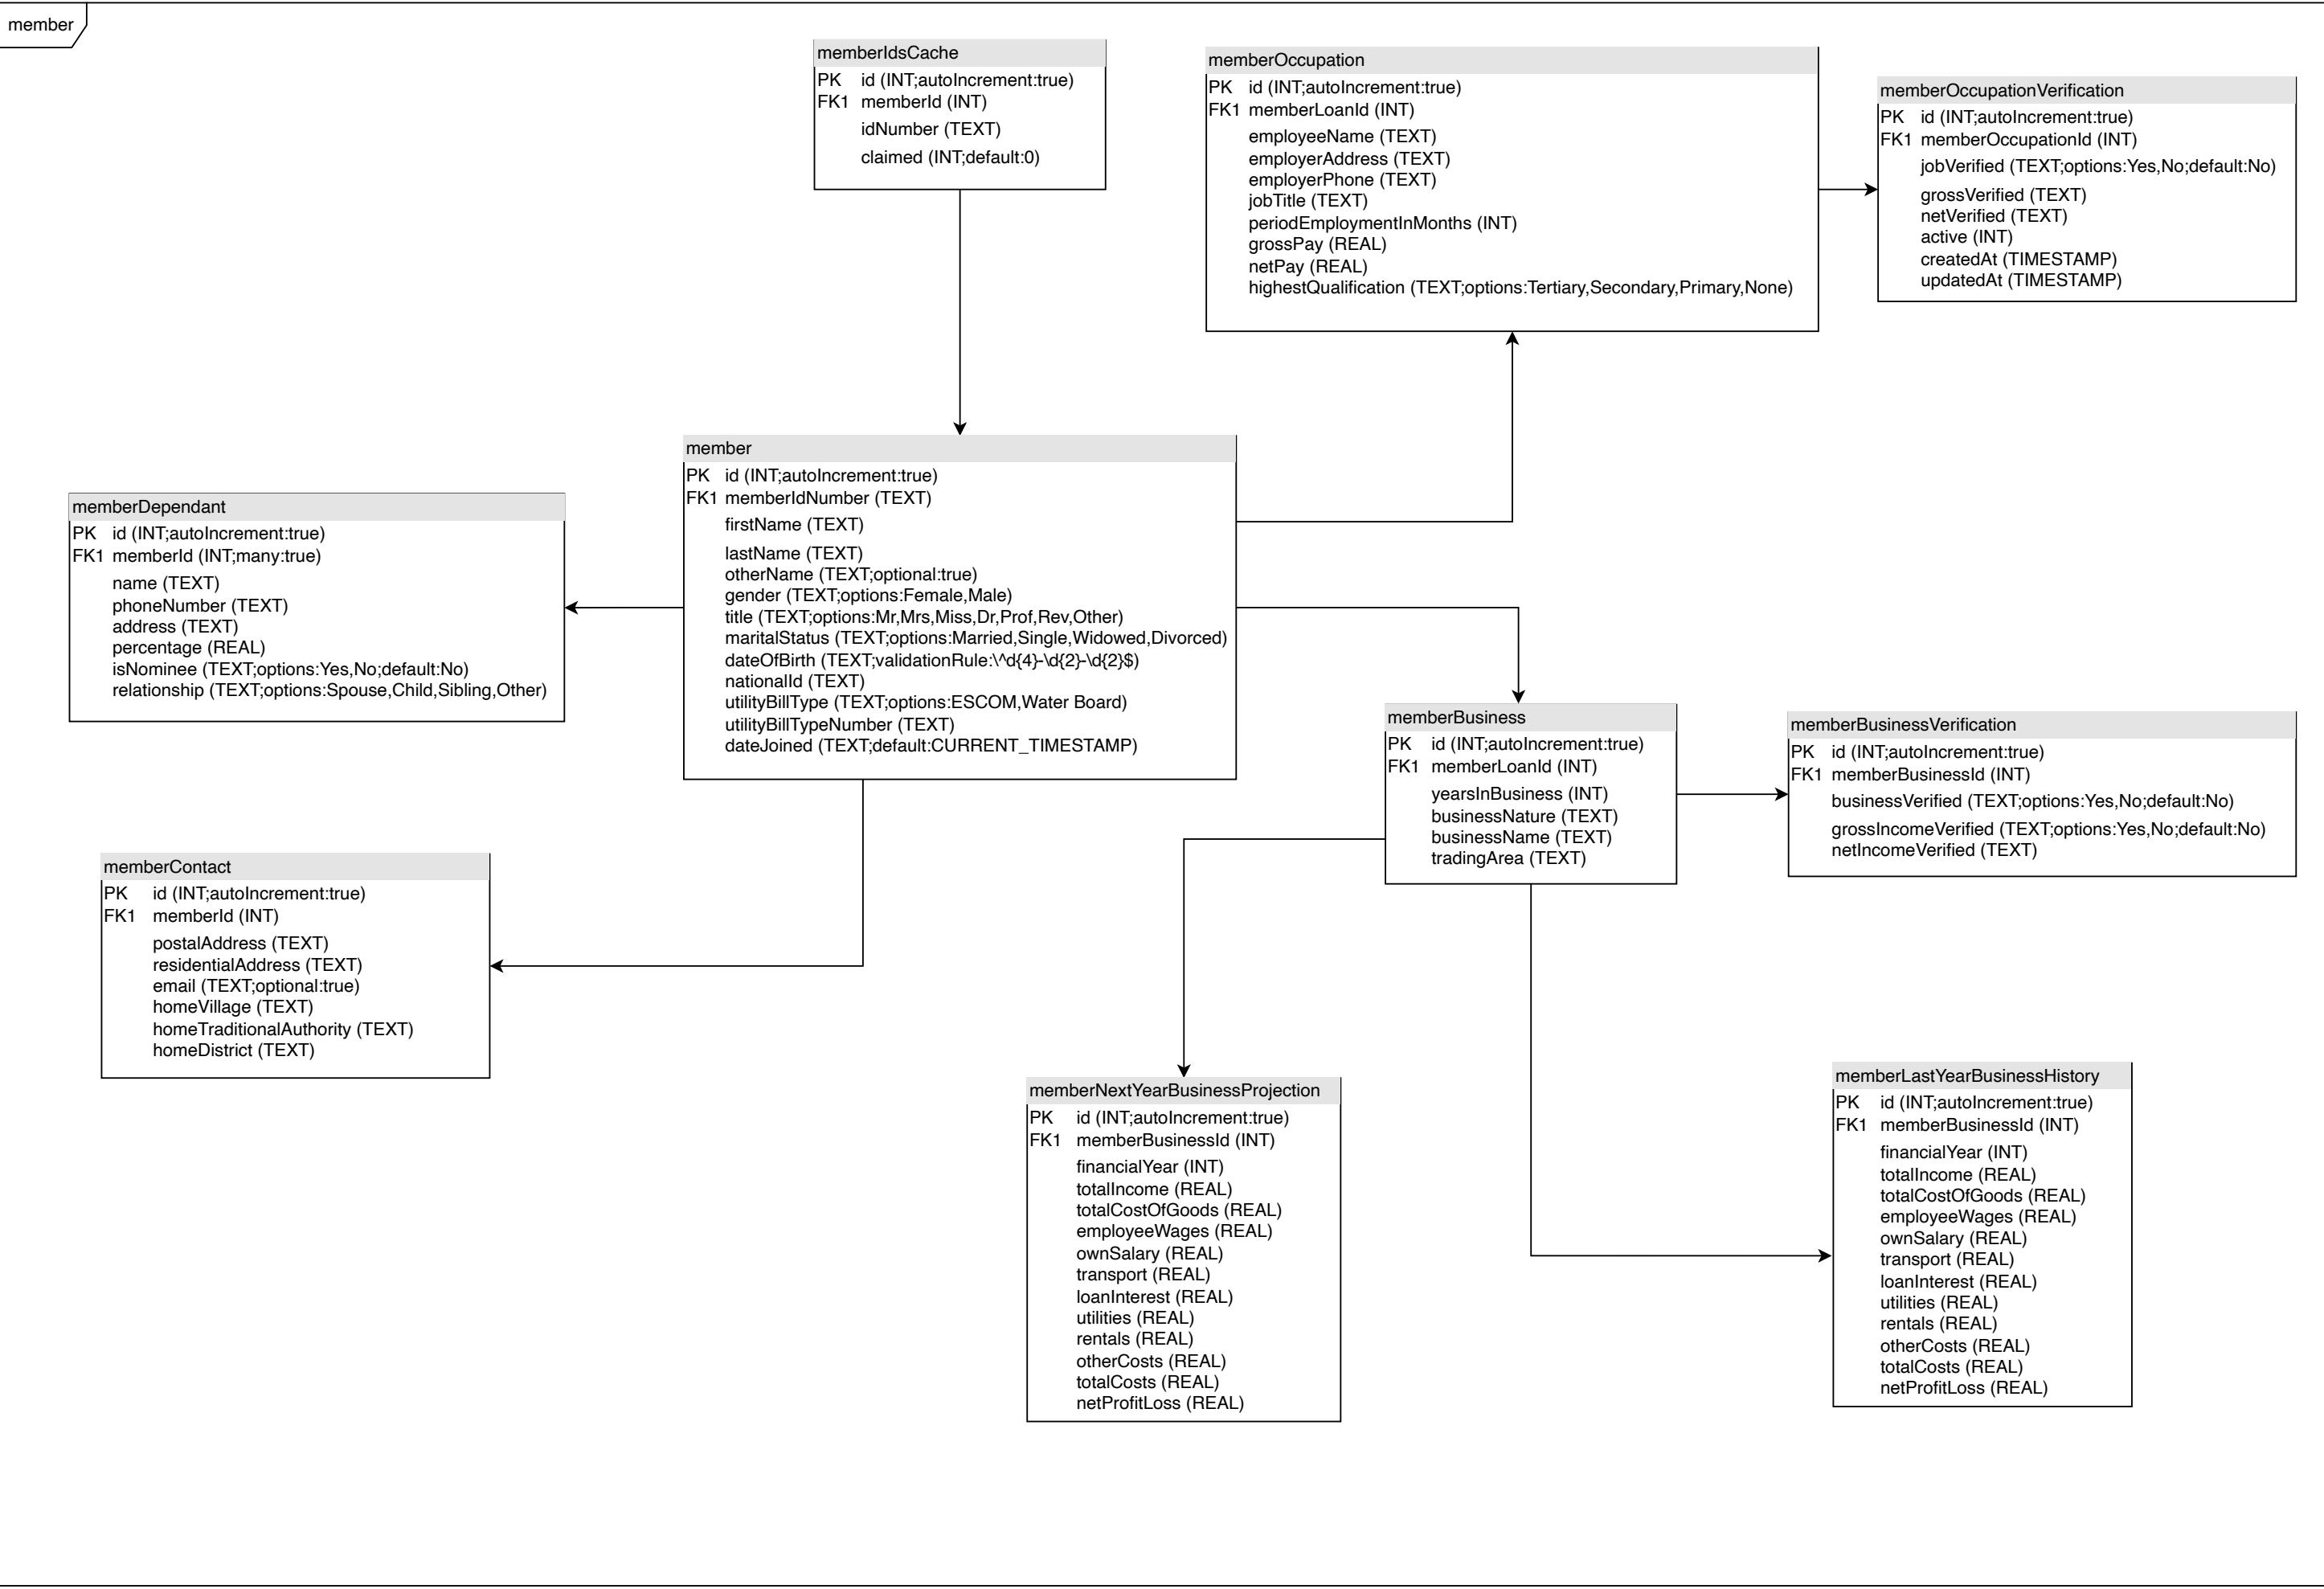 member
memberIdsCache
PK id (INT;autoIncrement:true)
FK1 memberId (INT)
idNumber (TEXT)
claimed (INT;default:0)
memberOccupation
PK id (INT;autoIncrement:true)
FK1 memberLoanId (INT)
employeeName (TEXT)
employerAddress (TEXT)
employerPhone (TEXT)
jobTitle (TEXT)
periodEmploymentInMonths (INT)
grossPay (REAL)
netPay (REAL)
highestQualification (TEXT;options:Tertiary,Secondary,Primary,None)
memberOccupationVerification
PK id (INT;autoIncrement:true)
FK1 memberOccupationId (INT)
jobVerified (TEXT;options:Yes,No;default:No)
grossVerified (TEXT)
netVerified (TEXT)
active (INT)
createdAt (TIMESTAMP)
updatedAt (TIMESTAMP)
member
PK id (INT;autoIncrement:true)
FK1 memberIdNumber (TEXT)
firstName (TEXT)
lastName (TEXT)
otherName (TEXT;optional:true)
gender (TEXT;options:Female,Male)
title (TEXT;options:Mr,Mrs,Miss,Dr,Prof,Rev,Other)
maritalStatus (TEXT;options:Married,Single,Widowed,Divorced)
dateOfBirth (TEXT;validationRule:\^d{4}-\d{2}-\d{2}$)
nationalId (TEXT)
utilityBillType (TEXT;options:ESCOM,Water Board)
utilityBillTypeNumber (TEXT)
dateJoined (TEXT;default:CURRENT_TIMESTAMP)
memberDependant
PK id (INT;autoIncrement:true)
FK1 memberId (INT;many:true)
name (TEXT)
phoneNumber (TEXT)
address (TEXT)
percentage (REAL)
isNominee (TEXT;options:Yes,No;default:No)
relationship (TEXT;options:Spouse,Child,Sibling,Other)
memberBusiness
PK id (INT;autoIncrement:true)
FK1 memberLoanId (INT)
yearsInBusiness (INT)
businessNature (TEXT)
businessName (TEXT)
tradingArea (TEXT)
memberBusinessVerification
PK id (INT;autoIncrement:true)
FK1 memberBusinessId (INT)
businessVerified (TEXT;options:Yes,No;default:No)
grossIncomeVerified (TEXT;options:Yes,No;default:No)
netIncomeVerified (TEXT)
memberContact
PK id (INT;autoIncrement:true)
FK1 memberId (INT)
postalAddress (TEXT)
residentialAddress (TEXT)
email (TEXT;optional:true)
homeVillage (TEXT)
homeTraditionalAuthority (TEXT)
homeDistrict (TEXT)
memberNextYearBusinessProjection
PK id (INT;autoIncrement:true)
FK1 memberBusinessId (INT)
financialYear (INT)
totalIncome (REAL)
totalCostOfGoods (REAL)
employeeWages (REAL)
ownSalary (REAL)
transport (REAL)
loanInterest (REAL)
utilities (REAL)
rentals (REAL)
otherCosts (REAL)
totalCosts (REAL)
netProfitLoss (REAL)
memberLastYearBusinessHistory
PK id (INT;autoIncrement:true)
FK1 memberBusinessId (INT)
financialYear (INT)
totalIncome (REAL)
totalCostOfGoods (REAL)
employeeWages (REAL)
ownSalary (REAL)
transport (REAL)
loanInterest (REAL)
utilities (REAL)
rentals (REAL)
otherCosts (REAL)
totalCosts (REAL)
netProfitLoss (REAL)